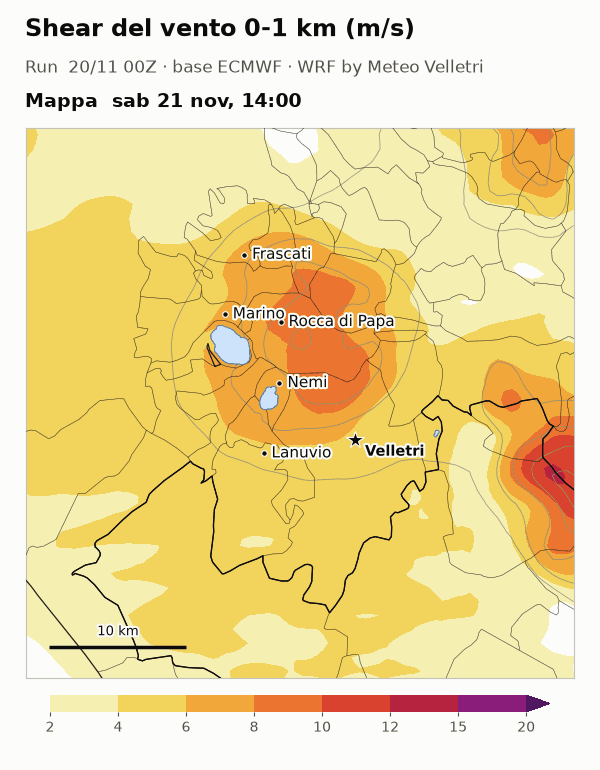 Shear del vento 0-1 km (m/s)
Run  20/11 00Z · base ECMWF · WRF by Meteo Velletri
Mappa  sab 21 nov, 14:00
Frascati
Marino
Rocca di Papa
Nemi
Velletri
Lanuvio
10 km
2 4 6 8 10 12 15 20